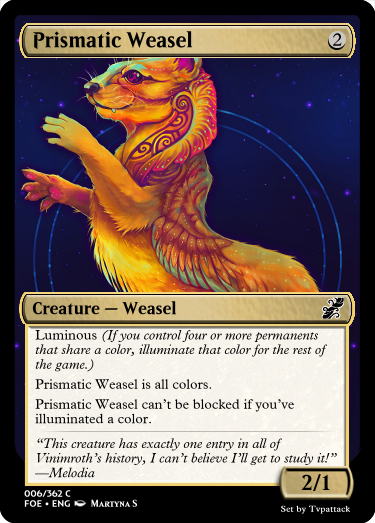 Prismatic Weasel 2
Creature — Weasel
Luminous (If you control four or more permanents
that share a color, illuminate that color for the rest of
the game.)
Prismatic Weasel is all colors.
Prismatic Weasel can't be blocked if you've
illuminated a color.
“This creature has exactly one entry in all of
Vinimroth's history, I can't believe I'll get to study it!”
—Melodia
2/1
006/362 C
FOE • ENG Martyna S
Set by Tvpattack